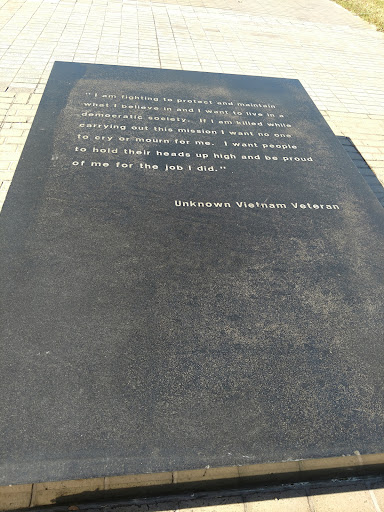 "I am fighting to protect and maintain
what I believe in and I want to live in a
democratic society. If I am killed while
carrying out this mission I want no one
to cry or mourn for me. I want people
to hold their heads up high and be proud
of me for the job I did."
Unknown Vietnam Veteran